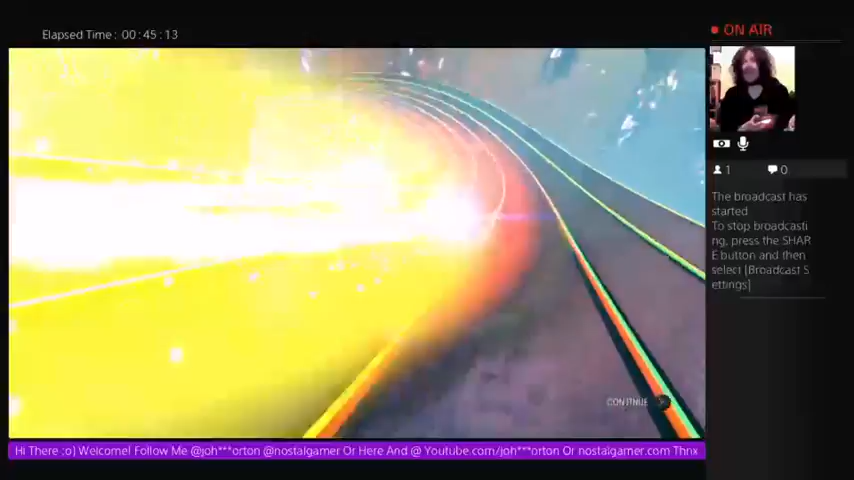 Elapsed Time : 00:45:13
ON AIR
1 0
The broadcast has
started
To stop broadcasti
ng, press the SHAR
E button and then
select [Broadcast S
ettings]
CONTINUE
Hi There ;o) Welcome! Follow Me @joh***orton @nostalgamer Or Here And @ Youtube.com/joh***orton Or nostalgamer.com Thnx